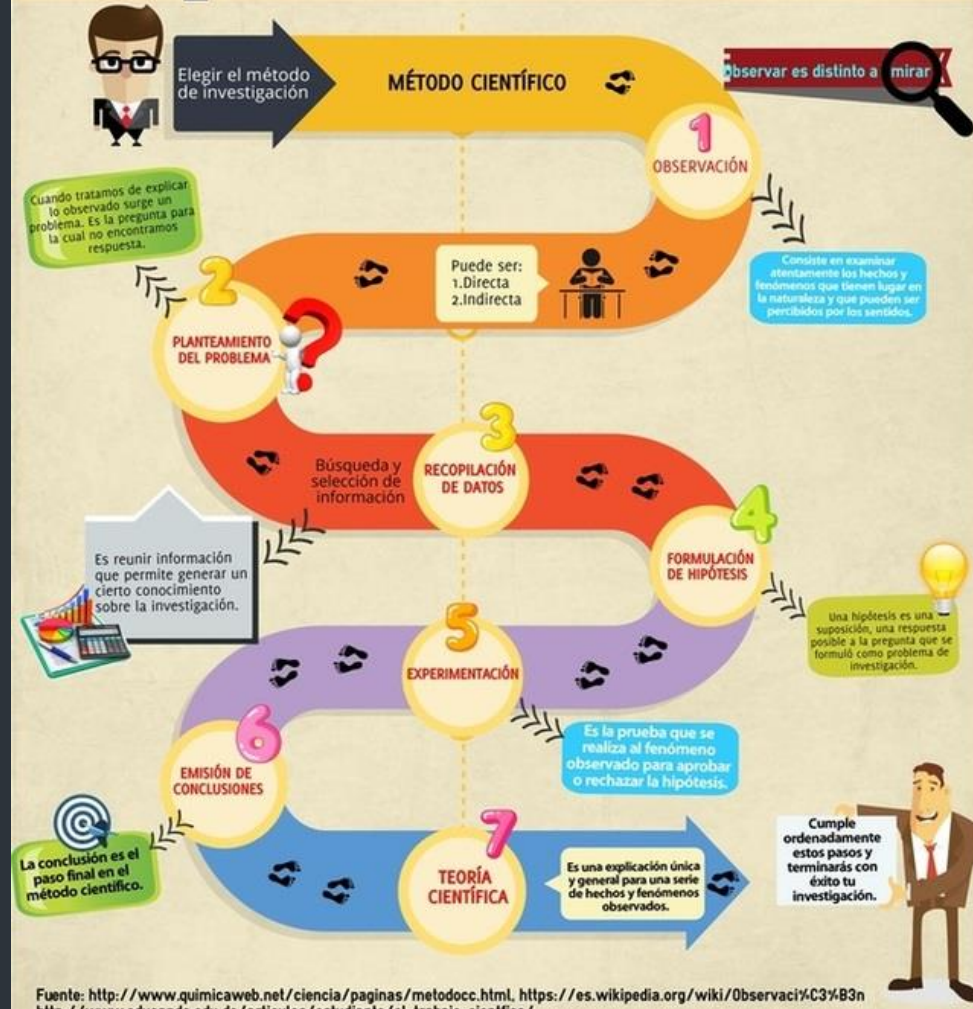 Elegir el método
de investigación
MÉTODO CIENTÍFICO
Observar es distinto a mirar
1
OBSERVACIÓN
Consiste en examinar
atentamente los hechos y
fenómenos que tienen lugar en
la naturaleza y que pueden ser
percibidos por los sentidos.
Puede ser:
1.Directa
2.Indirecta
Cuando tratamos de explicar
lo observado surge un
problema. Es la pregunta para
la cual no encontramos
respuesta.
2
PLANTEAMIENTO
DEL PROBLEMA
?
3
RECOPILACIÓN
DE DATOS
Búsqueda y
selección de
información
Es reunir información
que permite generar un
cierto conocimiento
sobre la investigación.
4
FORMULACIÓN
DE HIPÓTESIS
Una hipótesis es una
suposición, una respuesta
posible a la pregunta que se
formuló como problema de
investigación.
5
EXPERIMENTACIÓN
Es la prueba que se
realiza al fenómeno
observado para aprobar
o rechazar la hipótesis.
6
EMISIÓN DE
CONCLUSIONES
La conclusión es el
paso final en el
método científico.
7
TEORÍA
CIENTÍFICA
Es una explicación única
y general para una serie
de hechos y fenómenos
observados.
Cumple
ordenadamente
estos pasos y
terminarás con
éxito tu
investigación.
Fuente: http://www.quimicaweb.net/ciencia/paginas/metodocc.html, https://es.wikipedia.org/wiki/Observaci%C3%B3n